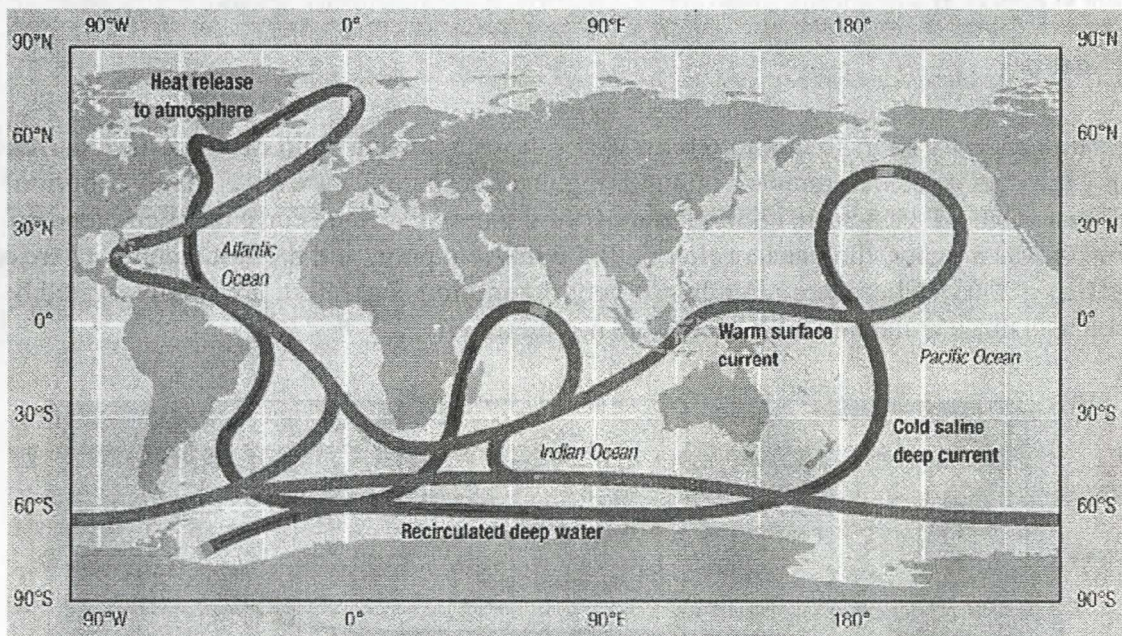 90°W 0° 90°E 180°
90°N 90°N
Heat release
to atmosphere
60°N 60°N
30°N 30°N
Atlantic
Ocean
0° 0°
Warm surface
current
Pacific Ocean
30°S 30°S
Cold saline
deep current
Indian Ocean
60°S 60°S
Recirculated deep water
90°S 90°S
90°W 0° 90°E 180°